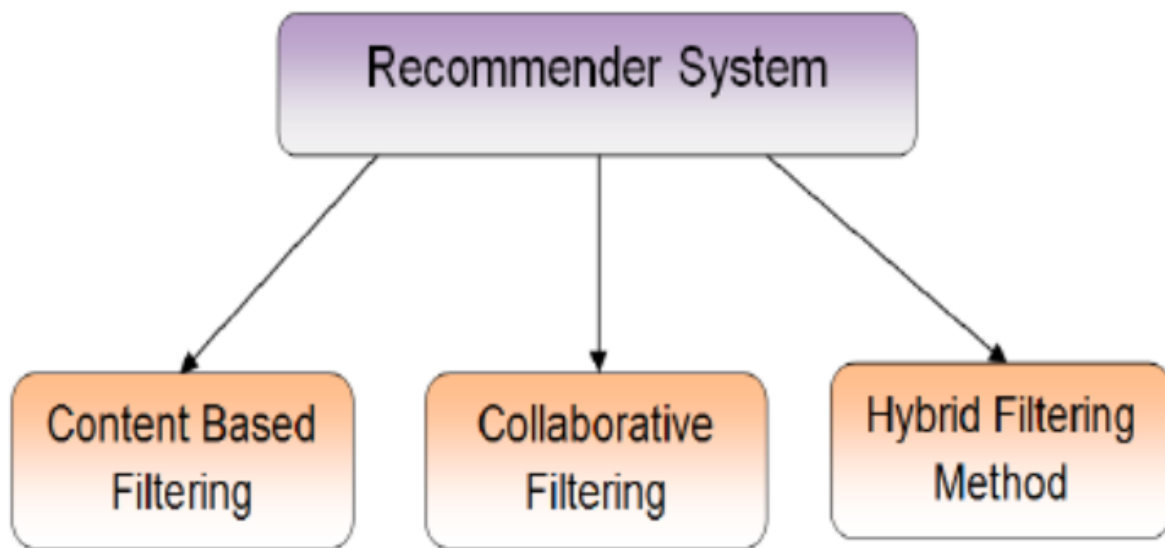 Recommender System
Content Based
Filtering
Collaborative
Filtering
Hybrid Filtering
Method